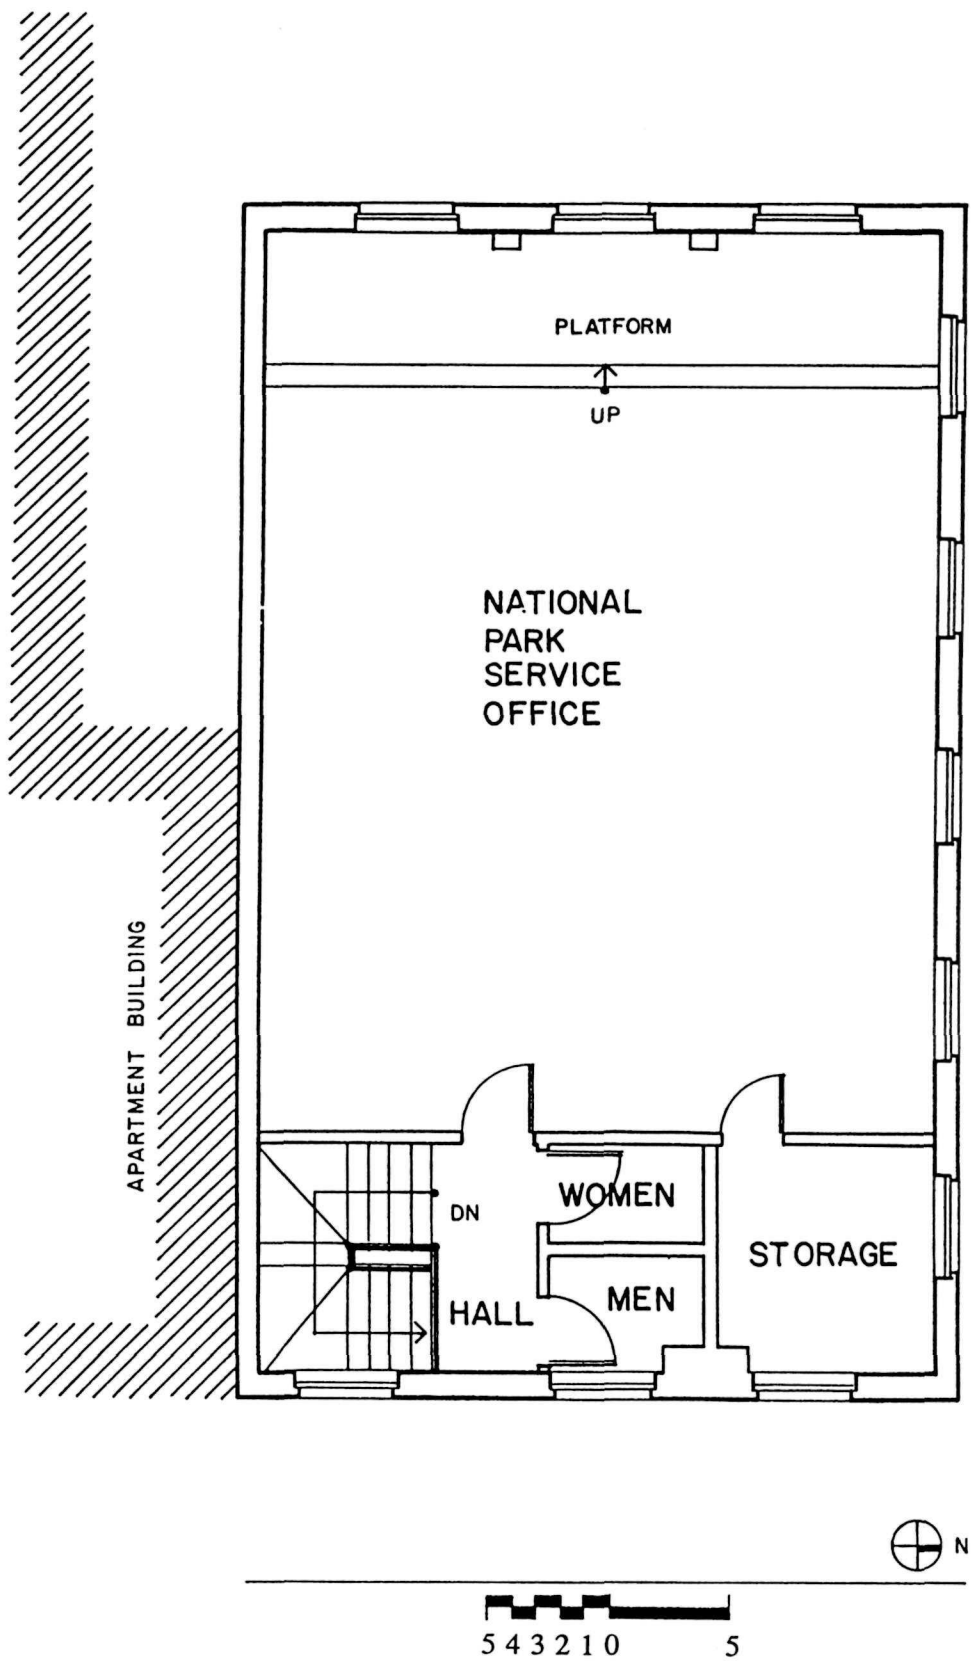 PLATFORM
UP
NATIONAL
PARK
SERVICE
OFFICE
APARTMENT BUILDING
DN
WOMEN
STORAGE
HALL
MEN
N
5 4 3 2 1 0 5